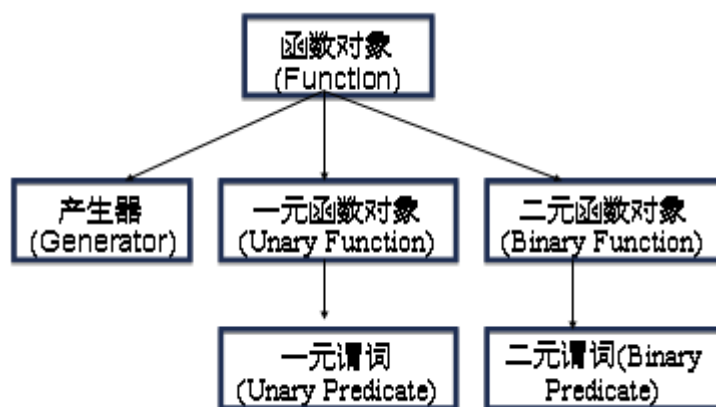 函数对象
(Function)
产生器
(Generator)
一元函数对象
(Unary Function)
二元函数对象
(Binary Function)
一元谓词
(Unary Predicate)
二元谓词(Binary
Predicate)